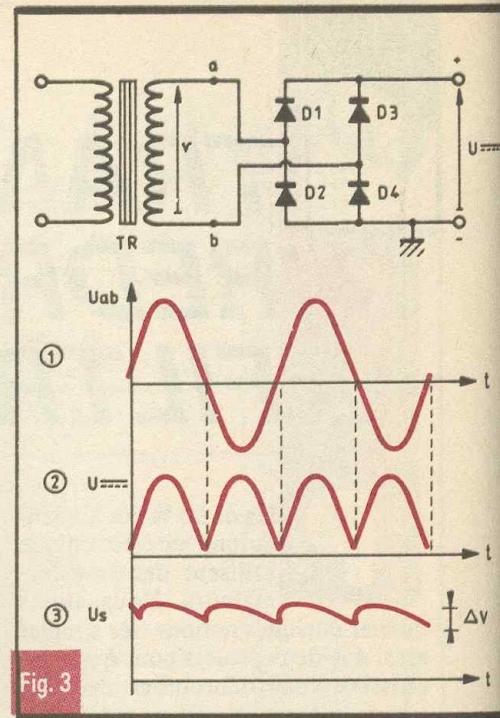 a
+
D1
D3
v
U
D2
D4
TR
b
-
Uab
① t
② U
t
③ Us
ΔV
t
Fig. 3